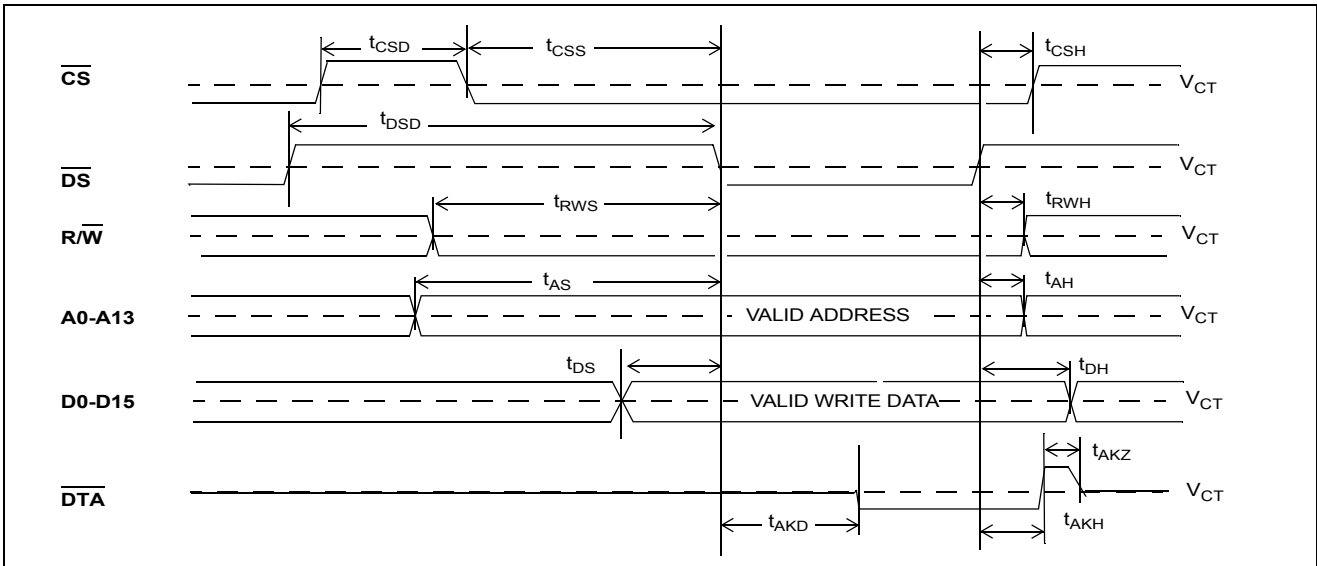 tCSD
tCSS
tCSH
CS
VCT
tDSD
DS
VCT
tRWS
tRWH
R/W
VCT
tAS
tAH
A0-A13
VALID ADDRESS
VCT
tDS
tDH
D0-D15
VALID WRITE DATA
VCT
tAKZ
DTA
VCT
tAKD
tAKH